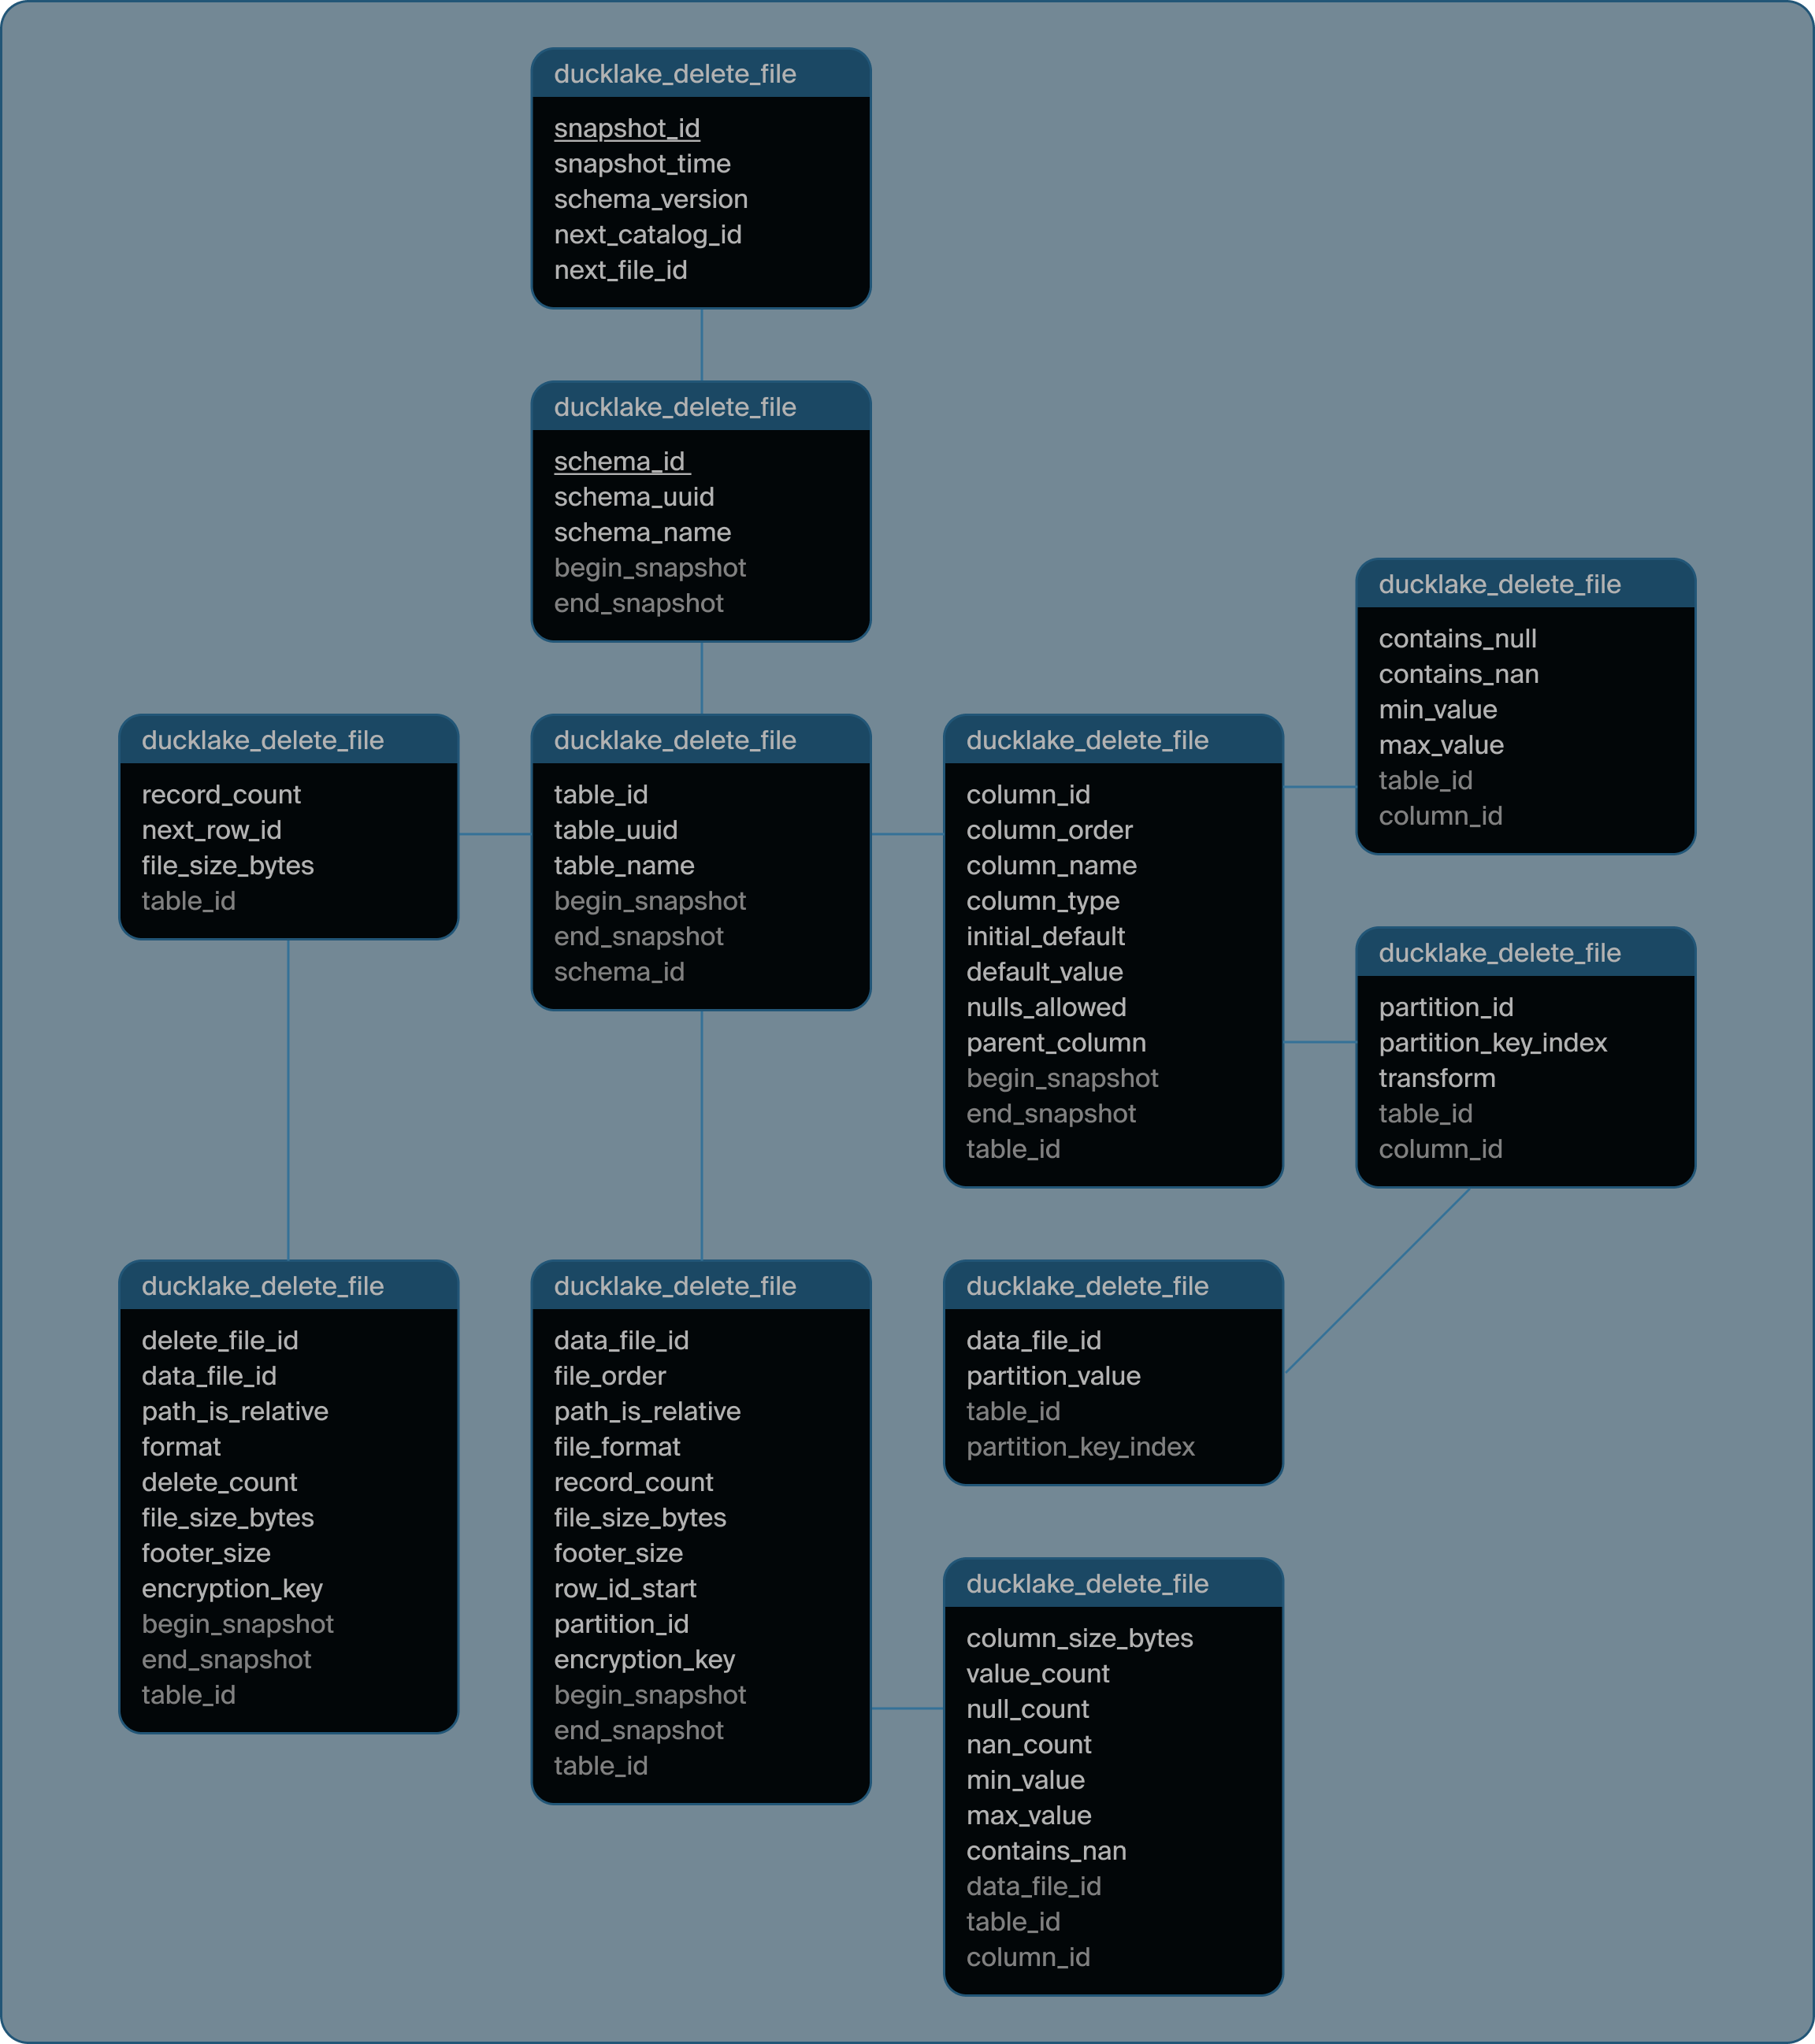 ducklake_delete_file
snapshot_id
snapshot_time
schema_version
next_catalog_id
next_file_id
ducklake_delete_file
schema_id
schema_uuid
schema_name
begin_snapshot
end_snapshot
ducklake_delete_file
record_count
next_row_id
file_size_bytes
table_id
ducklake_delete_file
table_id
table_uuid
table_name
begin_snapshot
end_snapshot
schema_id
ducklake_delete_file
column_id
column_order
column_name
column_type
initial_default
default_value
nulls_allowed
parent_column
begin_snapshot
end_snapshot
table_id
ducklake_delete_file
contains_null
contains_nan
min_value
max_value
table_id
column_id
ducklake_delete_file
partition_id
partition_key_index
transform
table_id
column_id
ducklake_delete_file
delete_file_id
data_file_id
path_is_relative
format
delete_count
file_size_bytes
footer_size
encryption_key
begin_snapshot
end_snapshot
table_id
ducklake_delete_file
data_file_id
file_order
path_is_relative
file_format
record_count
file_size_bytes
footer_size
row_id_start
partition_id
encryption_key
begin_snapshot
end_snapshot
table_id
ducklake_delete_file
data_file_id
partition_value
table_id
partition_key_index
ducklake_delete_file
column_size_bytes
value_count
null_count
nan_count
min_value
max_value
contains_nan
data_file_id
table_id
column_id